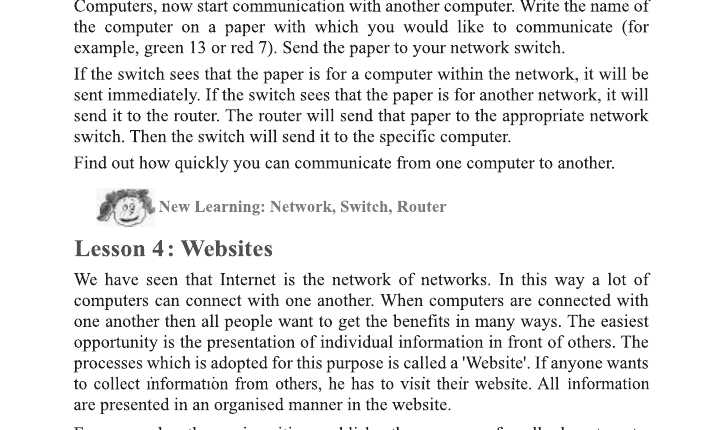 Computers, now start communication with another computer. Write the name of
the computer on a paper with which you would like to communicate (for
example, green 13 or red 7). Send the paper to your network switch.
If the switch sees that the paper is for a computer within the network, it will be
sent immediately. If the switch sees that the paper is for another network, it will
send it to the router. The router will send that paper to the appropriate network
switch. Then the switch will send it to the specific computer.
Find out how quickly you can communicate from one computer to another.
New Learning: Network, Switch, Router
Lesson 4: Websites
We have seen that Internet is the network of networks. In this way a lot of
computers can connect with one another. When computers are connected with
one another then all people want to get the benefits in many ways. The easiest
opportunity is the presentation of individual information in front of others. The
processes which is adopted for this purpose is called a 'Website'. If anyone wants
to collect information from others, he has to visit their website. All information
are presented in an organised manner in the website.